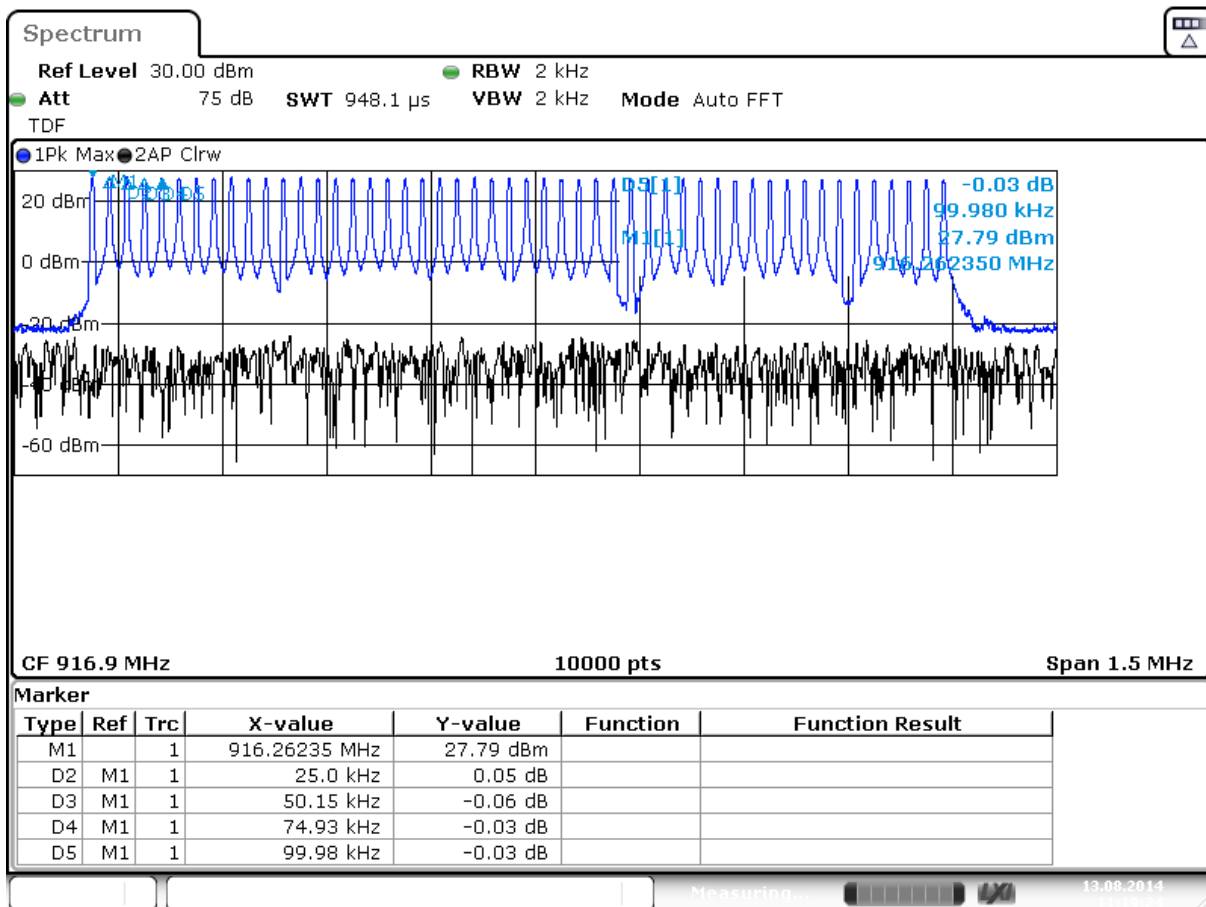 Spectrum
Ref Level 30.00 dBm RBW 2 kHz
Att 75 dB SWT 948.1 µs VBW 2 kHz Mode Auto FFT
TDF
1Pk Max 2AP Clrw
D5[1] -0.03 dB
99.980 kHz
M1[1] 27.79 dBm
916.262350 MHz
M1
20 dBm
0 dBm
-20 dBm
-40 dBm
-60 dBm
CF 916.9 MHz 10000 pts Span 1.5 MHz
Marker
Type Ref Trc X-value Y-value Function Function Result
M1 1 916.26235 MHz 27.79 dBm
D2 M1 1 25.0 kHz 0.05 dB
D3 M1 1 50.15 kHz -0.06 dB
D4 M1 1 74.93 kHz -0.03 dB
D5 M1 1 99.98 kHz -0.03 dB
Measuring... LXI 13.08.2014